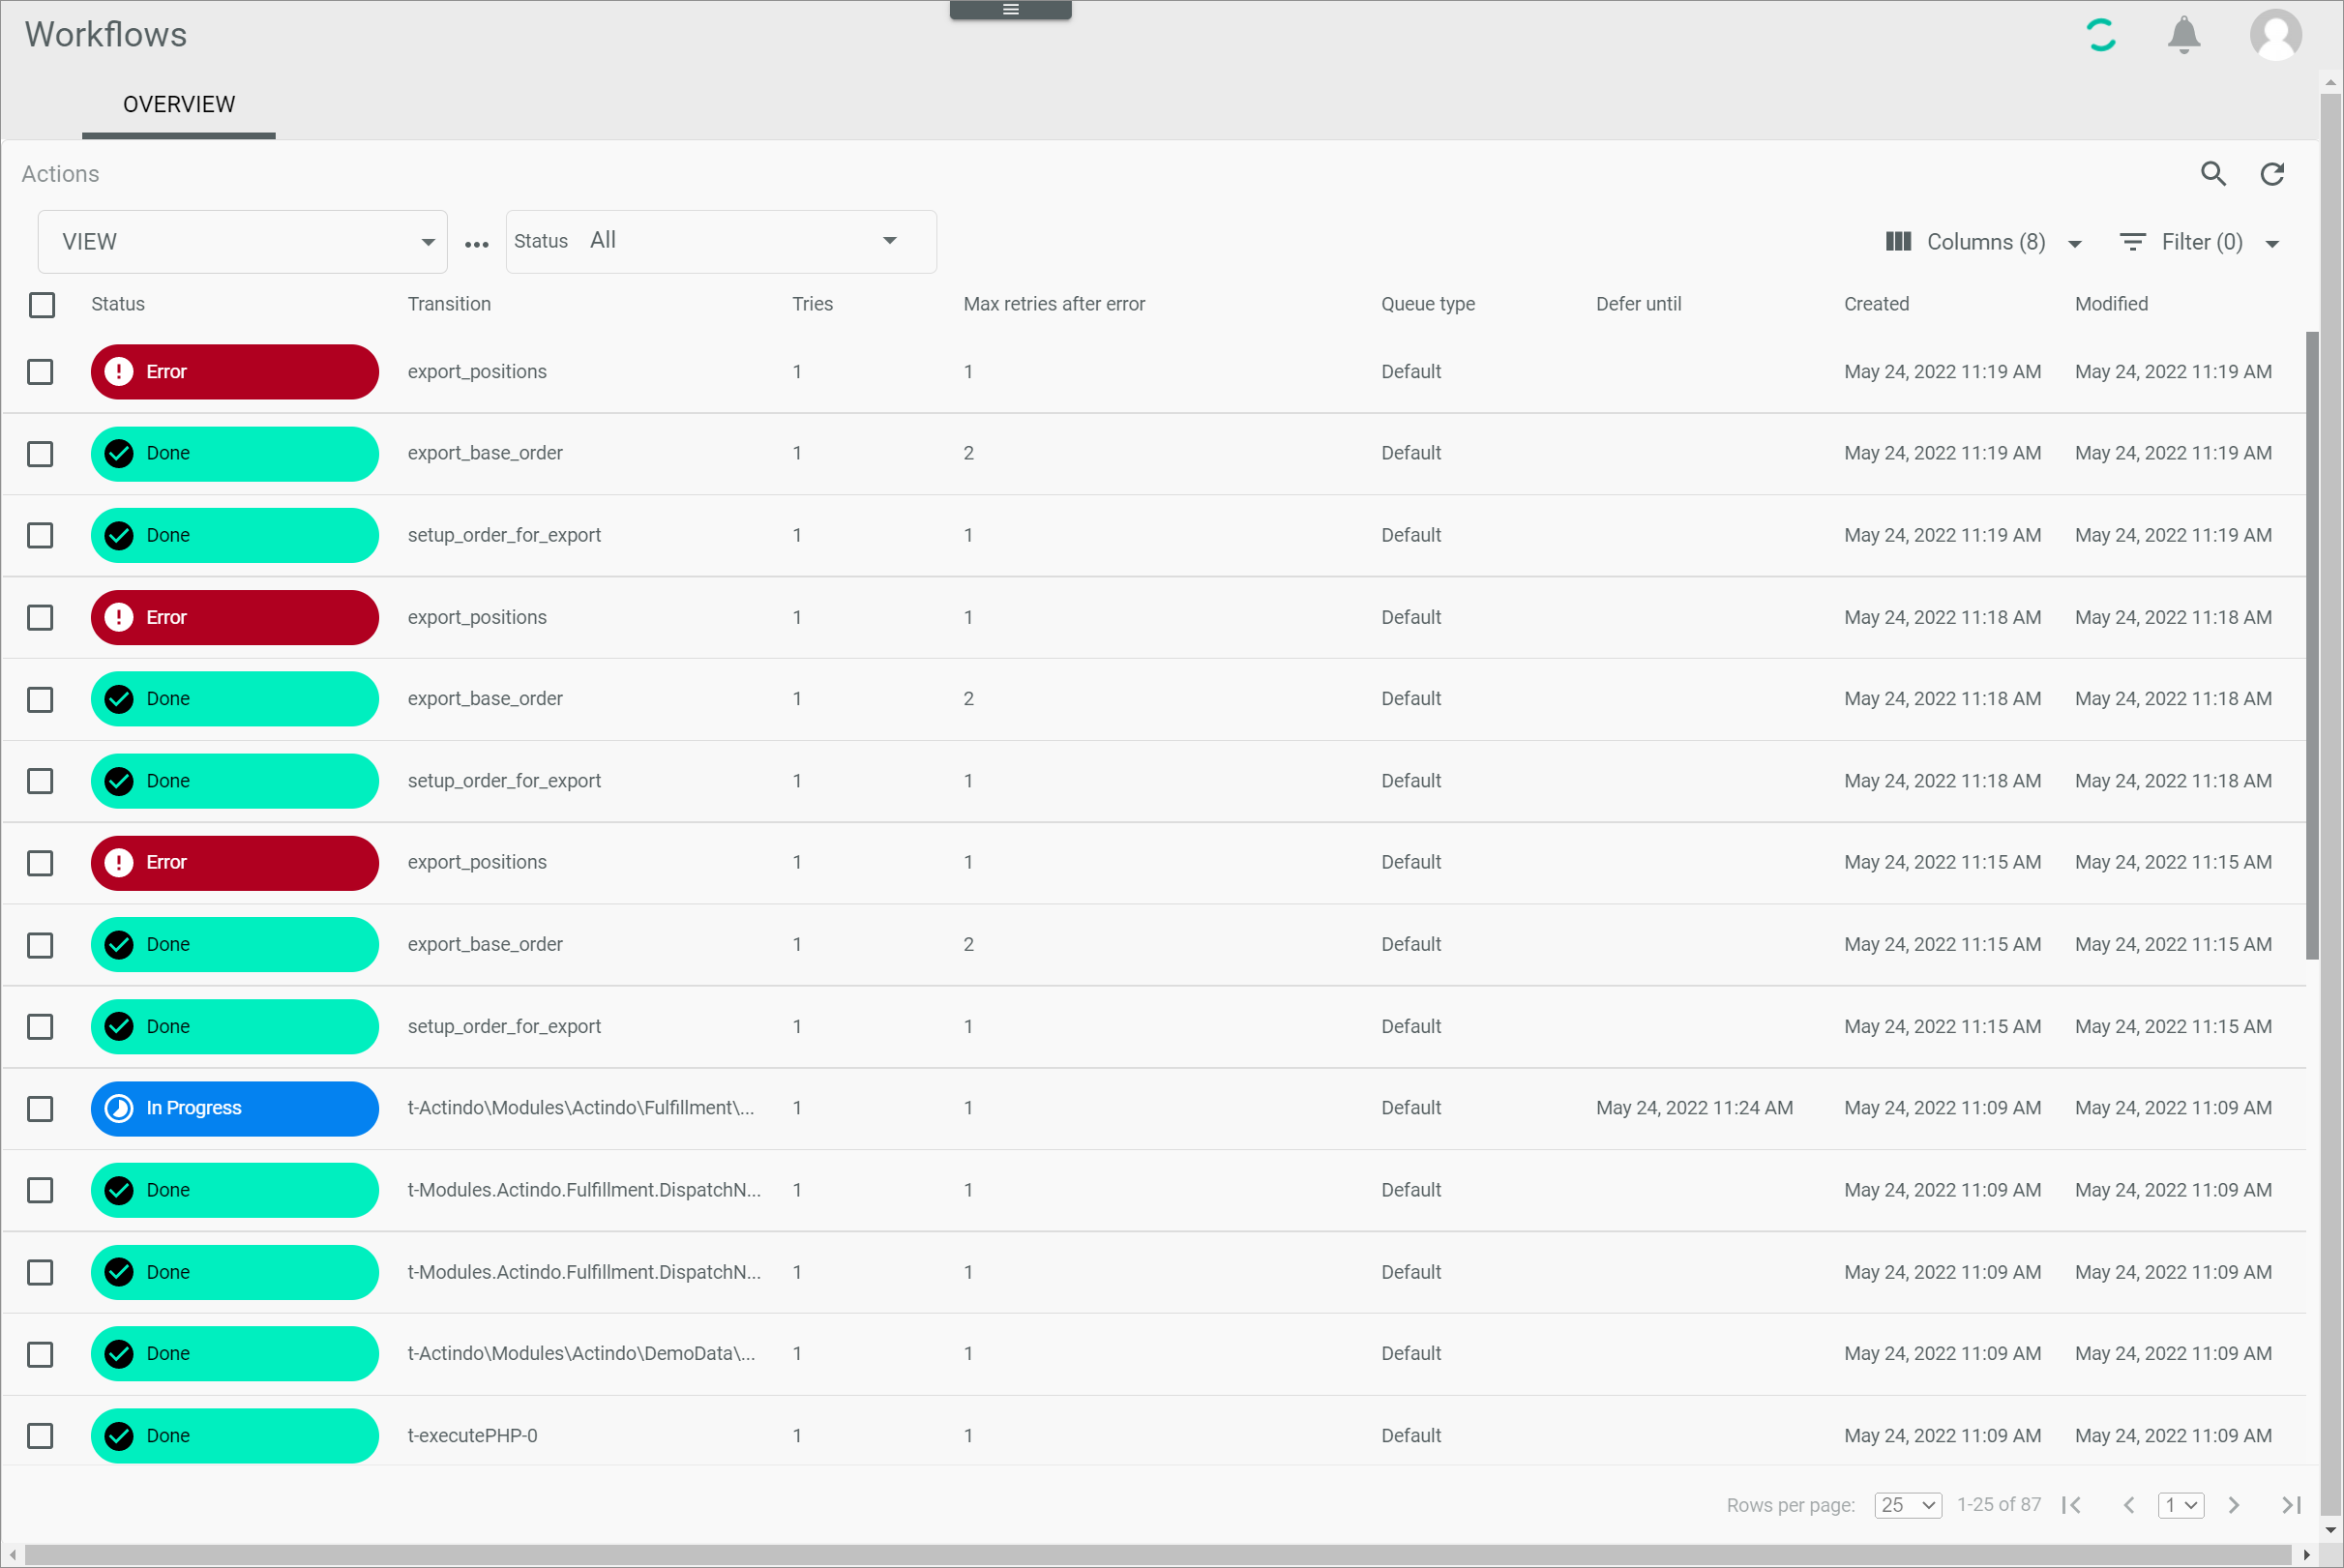 Workflows
OVERVIEW
Actions
VIEW Status All Columns (8) Filter (0)
Status Transition Tries Max retries after error Queue type Defer until Created Modified
Error export_positions 1 1 Default May 24, 2022 11:19 AM May 24, 2022 11:19 AM
Done export_base_order 1 2 Default May 24, 2022 11:19 AM May 24, 2022 11:19 AM
Done setup_order_for_export 1 1 Default May 24, 2022 11:19 AM May 24, 2022 11:19 AM
Error export_positions 1 1 Default May 24, 2022 11:18 AM May 24, 2022 11:18 AM
Done export_base_order 1 2 Default May 24, 2022 11:18 AM May 24, 2022 11:18 AM
Done setup_order_for_export 1 1 Default May 24, 2022 11:18 AM May 24, 2022 11:18 AM
Error export_positions 1 1 Default May 24, 2022 11:15 AM May 24, 2022 11:15 AM
Done export_base_order 1 2 Default May 24, 2022 11:15 AM May 24, 2022 11:15 AM
Done setup_order_for_export 1 1 Default May 24, 2022 11:15 AM May 24, 2022 11:15 AM
In Progress t-Actindo\Modules\Actindo\Fulfillment\... 1 1 Default May 24, 2022 11:24 AM May 24, 2022 11:09 AM May 24, 2022 11:09 AM
Done t-Modules.Actindo.Fulfillment.DispatchN... 1 1 Default May 24, 2022 11:09 AM May 24, 2022 11:09 AM
Done t-Modules.Actindo.Fulfillment.DispatchN... 1 1 Default May 24, 2022 11:09 AM May 24, 2022 11:09 AM
Done t-Actindo\Modules\Actindo\DemoData\... 1 1 Default May 24, 2022 11:09 AM May 24, 2022 11:09 AM
Done t-executePHP-0 1 1 Default May 24, 2022 11:09 AM May 24, 2022 11:09 AM
Rows per page: 25 1-25 of 87 1